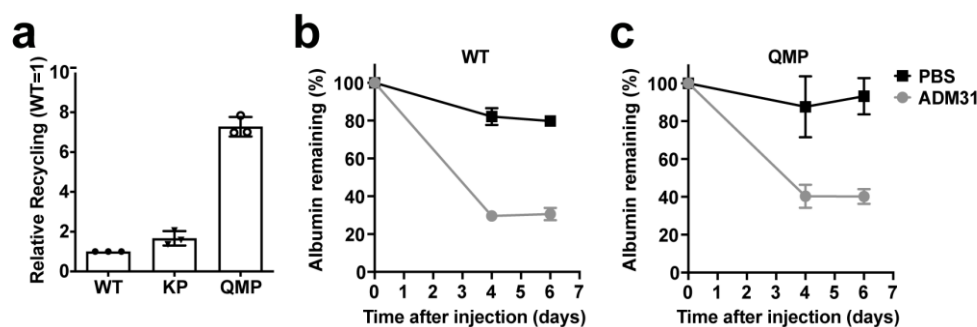 a
Relative Recycling (WT=1)
10
8
6
4
2
0
WT KP QMP
b
WT
Albumin remaining (%)
100
80
60
40
20
0 1 2 3 4 5 6 7
Time after injection (days)
c
QMP
Albumin remaining (%)
100
80
60
40
20
0 1 2 3 4 5 6 7
Time after injection (days)
PBS
ADM31